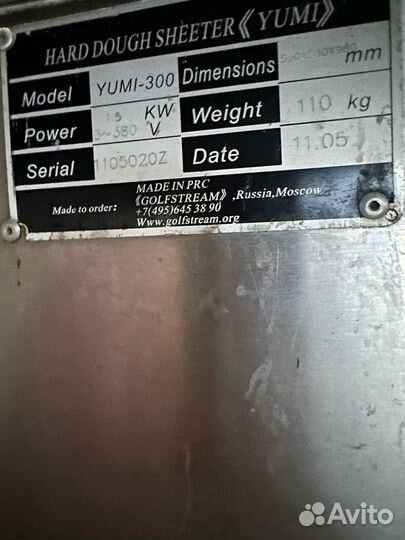 HARD DOUGH SHEETER《YUMI》
Model YUMI-300 Dimensions mm
Power 1.5 KW 3~380 V Weight 110 kg
Serial 1105020Z Date 11.05
MADE IN PRC
Made to order: 《GOLFSTREAM》,Russia,Moscow
+7(495)645 38 90
Www.golfstream.org
Avito